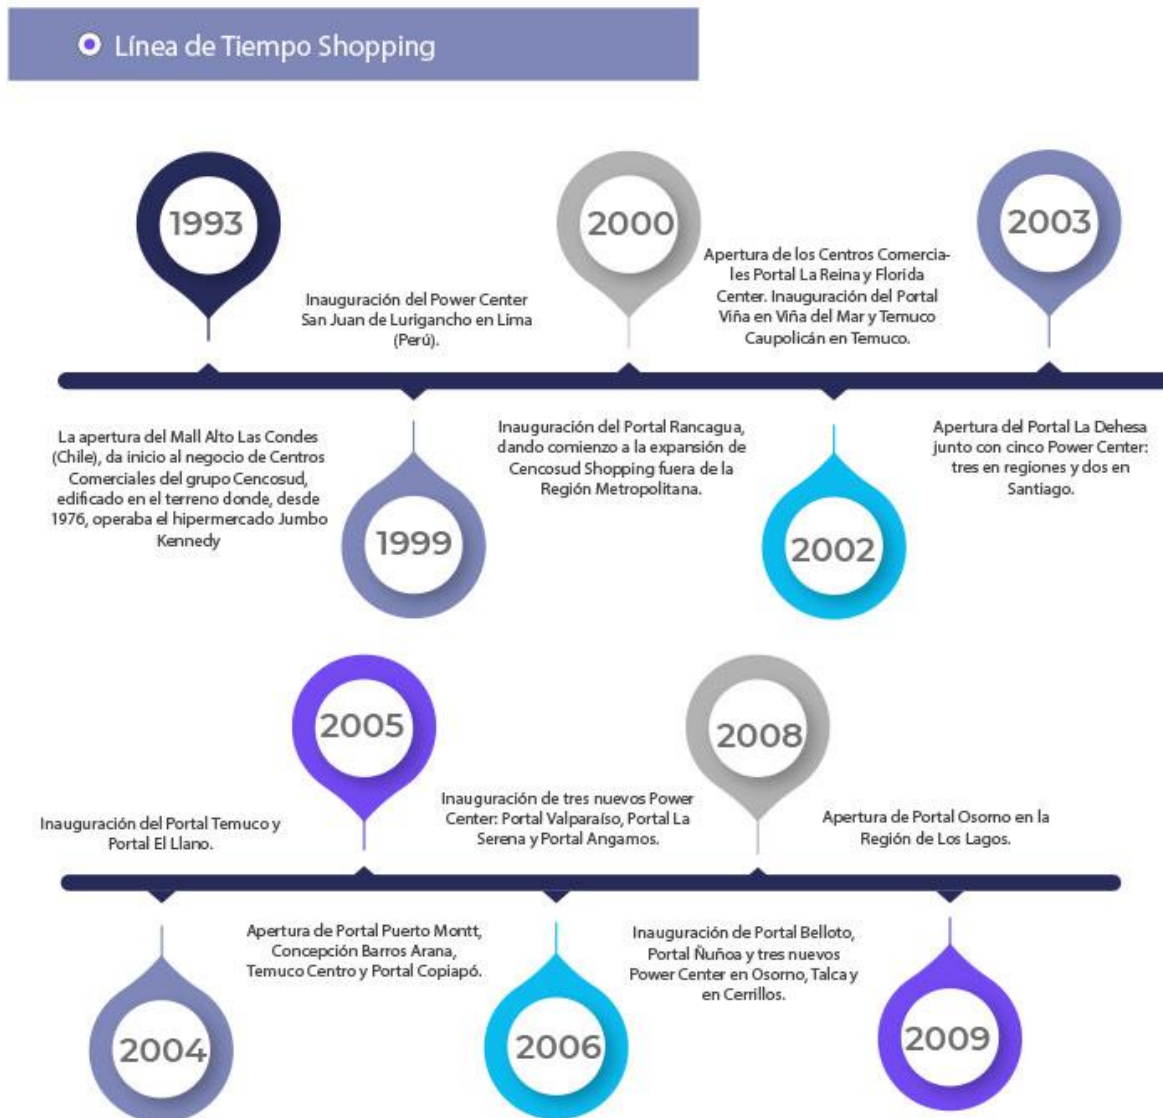 Línea de Tiempo Shopping
1993
La apertura del Mall Alto Las Condes
(Chile), da inicio al negocio de Centros
Comerciales del grupo Cencosud,
edificado en el terreno donde, desde
1976, operaba el hipermercado Jumbo
Kennedy
Inauguración del Power Center
San Juan de Lurigancho en Lima
(Perú).
1999
2000
Inauguración del Portal Rancagua,
dando comienzo a la expansión de
Cencosud Shopping fuera de la
Región Metropolitana.
Apertura de los Centros Comercia-
les Portal La Reina y Florida
Center. Inauguración del Portal
Viña en Viña del Mar y Temuco
Caupolicán en Temuco.
2002
2003
Apertura del Portal La Dehesa
junto con cinco Power Center:
tres en regiones y dos en
Santiago.
Inauguración del Portal Temuco y
Portal El Llano.
2004
2005
Apertura de Portal Puerto Montt,
Concepción Barros Arana,
Temuco Centro y Portal Copiapó.
Inauguración de tres nuevos Power
Center: Portal Valparaíso, Portal La
Serena y Portal Angamos.
2006
2008
Inauguración de Portal Belloto,
Portal Ñuñoa y tres nuevos
Power Center en Osorno, Talca y
en Cerrillos.
Apertura de Portal Osorno en la
Región de Los Lagos.
2009